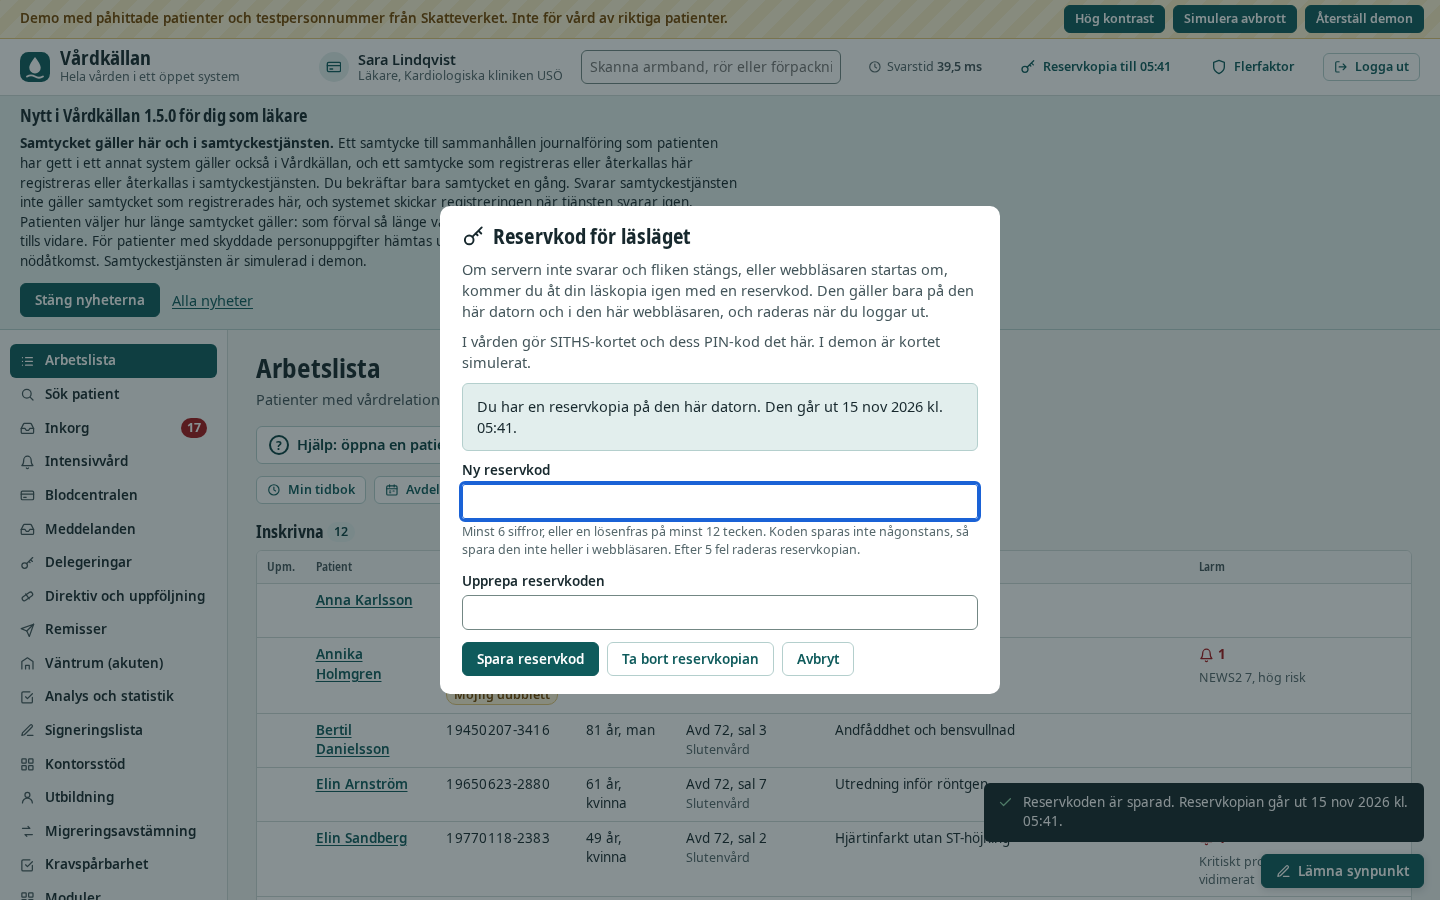 Demo med påhittade patienter och testpersonnummer från Skatteverket. Inte för vård av riktiga patienter.
Hög kontrast
Simulera avbrott
Återställ demon
Vårdkällan
Hela vården i ett öppet system
Sara Lindqvist
Läkare, Kardiologiska kliniken USÖ
Skanna armband, rör eller förpackni
Svarstid 39,5 ms
Reservkopia till 05:41
Flerfaktor
Logga ut
Nytt i Vårdkällan 1.5.0 för dig som läkare
Samtycket gäller här och i samtyckestjänsten. Ett samtycke till sammanhållen journalföring som patienten
har gett i ett annat system gäller också i Vårdkällan, och ett samtycke som registreras eller återkallas här
registreras eller återkallas i samtyckestjänsten. Du bekräftar bara samtycket en gång. Svarar samtyckestjänsten
inte gäller samtycket som registrerades här, och systemet skickar registreringen när tjänsten svarar igen.
Patienten väljer hur länge samtycket gäller: som förval så länge
tills vidare. För patienter med skyddade personuppgifter hämtas
nödåtkomst. Samtyckestjänsten är simulerad i demon.
Stäng nyheterna
Alla nyheter
Reservkod för läsläget
Om servern inte svarar och fliken stängs, eller webbläsaren startas om,
kommer du åt din läskopia igen med en reservkod. Den gäller bara på den
här datorn och i den här webbläsaren, och raderas när du loggar ut.
I vården gör SITHS-kortet och dess PIN-kod det här. I demon är kortet
simulerat.
Du har en reservkopia på den här datorn. Den går ut 15 nov 2026 kl.
05:41.
Ny reservkod
Minst 6 siffror, eller en lösenfras på minst 12 tecken. Koden sparas inte någonstans, så
spara den inte heller i webbläsaren. Efter 5 fel raderas reservkopian.
Upprepa reservkoden
Spara reservkod
Ta bort reservkopian
Avbryt
Arbetslista
Sök patient
Inkorg
17
Intensivvård
Blodcentralen
Meddelanden
Delegeringar
Direktiv och uppföljning
Remisser
Väntrum (akuten)
Analys och statistik
Signeringslista
Kontorsstöd
Utbildning
Migreringsavstämning
Kravspårbarhet
Moduler
Arbetslista
Patienter med vårdrelation
Hjälp: öppna en
Min tidbok
Inskrivna 12
Upm.
Patient
Larm
Anna Karlsson
Annika
Holmgren
Möjlig dubblett
1
NEWS2 7, hög risk
Bertil
Danielsson
19450207-3416
81 år, man
Avd 72, sal 3
Slutenvård
Andfåddhet och bensvullnad
Elin Arnström
19650623-2880
61 år,
kvinna
Avd 72, sal 7
Slutenvård
Utredning inför röntgen
Elin Sandberg
19770118-2383
49 år,
kvinna
Avd 72, sal 2
Slutenvård
Hjärtinfarkt utan
Kritiskt
vidimerat
Reservkoden är sparad. Reservkopian går ut 15 nov 2026 kl.
05:41.
Lämna synpunkt